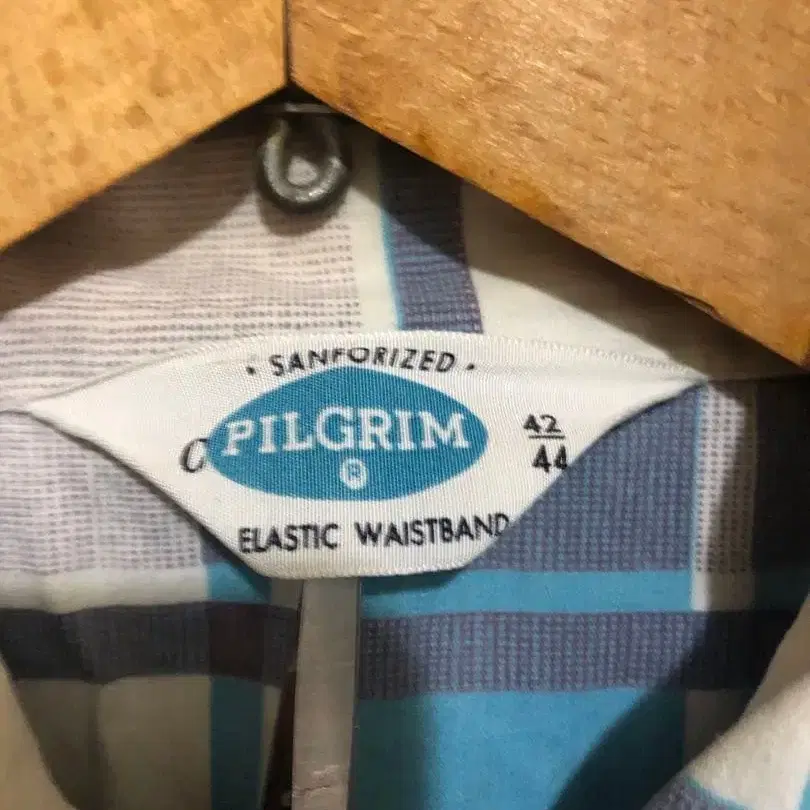 • SANFORIZED •
C PILGRIM 42/44
®
ELASTIC WAISTBAND